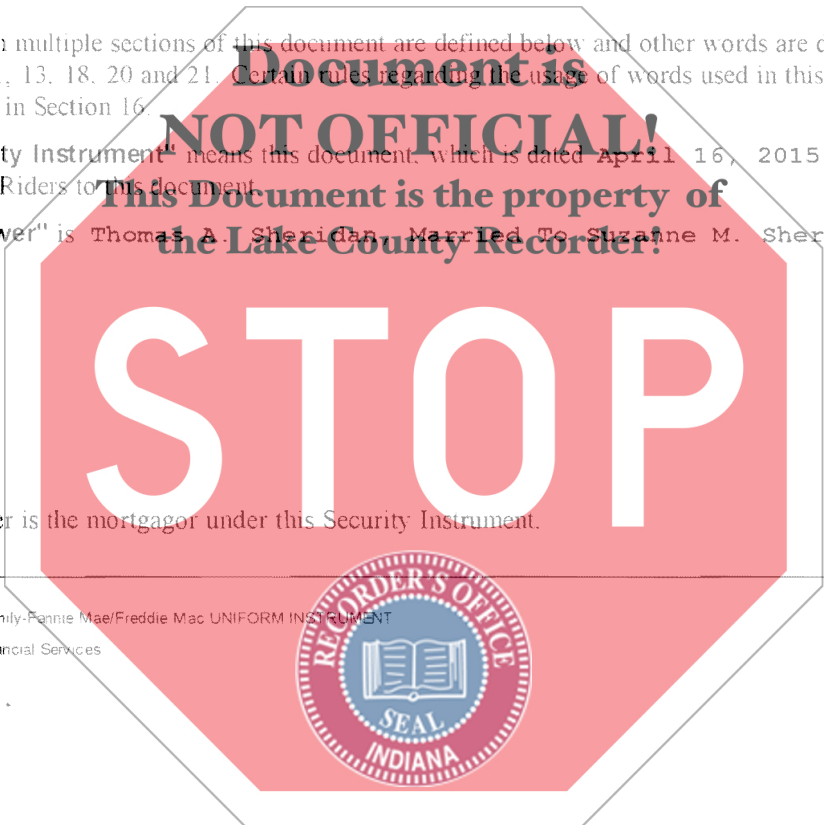 multiple sections of this document are defined below and other words are
13, 18, 20 and 21. Certain rules regarding the usage of words used in this
in Section 16.
Document is
NOT OFFICIAL!
ty Instrument" means this document, which is dated April 16, 2015
Riders to this document.
This Document is the property of
ver" is Thomas A. Sheridan, Married To Suzanne M. Sher
the Lake County Recorder!
STOP
er is the mortgagor under this Security Instrument.
RECORDER'S OFFICE
SEAL
INDIANA
mily-Fannie Mae/Freddie Mac UNIFORM INSTRUMENT
ncial Services